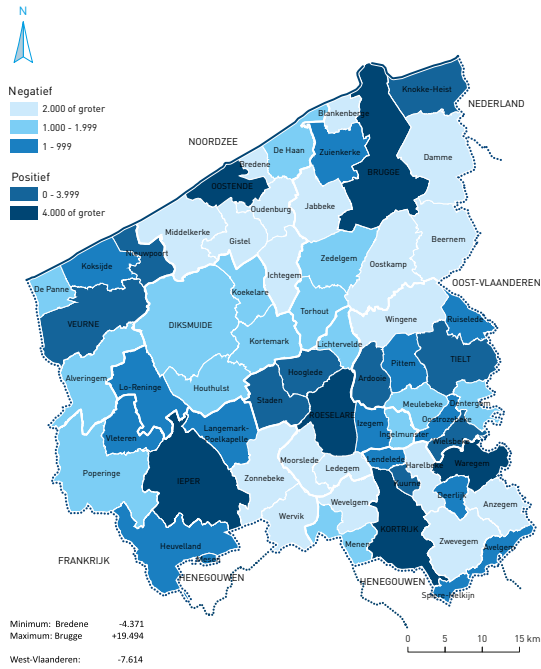 N
Negatief
2.000 of groter
1.000 - 1.999
1 - 999
Positief
0 - 3.999
4.000 of groter
NOORDZEE
NEDERLAND
OOST-VLAANDEREN
FRANKRIJK
HENEGOUWEN
HENEGOUWEN
Knokke-Heist
Blankenberge
De Haan
Zuienkerke
Damme
BRUGGE
Bredene
OOSTENDE
Oudenburg
Jabbeke
Middelkerke
Gistel
Beernem
Nieuwpoort
Koksijde
Zedelgem
Oostkamp
Ichtegem
De Panne
Koekelare
Torhout
VEURNE
DIKSMUIDE
Wingene
Ruiselede
Kortemark
Lichtervelde
Alveringem
Lo-Reninge
Houthulst
Hooglede
Ardooie
Pittem
TIELT
Staden
Meulebeke
Dentergem
ROESELARE
Izegem
Oostrozebeke
Langemark-
Poelkapelle
Ingelmunster
Vleteren
Wielsbeke
Moorslede
Ledegem
Lendelede
Harelbeke
Waregem
Poperinge
IEPER
Zonnebeke
Kuurne
Deerlijk
Wevelgem
Anzegem
Wervik
KORTRIJK
Heuvelland
Menen
Zwevegem
Avelgem
Mesen
Spiere-Helkijn
Minimum: Bredene -4.371
Maximum: Brugge +19.494
West-Vlaanderen: -7.614
0 5 10 15 km